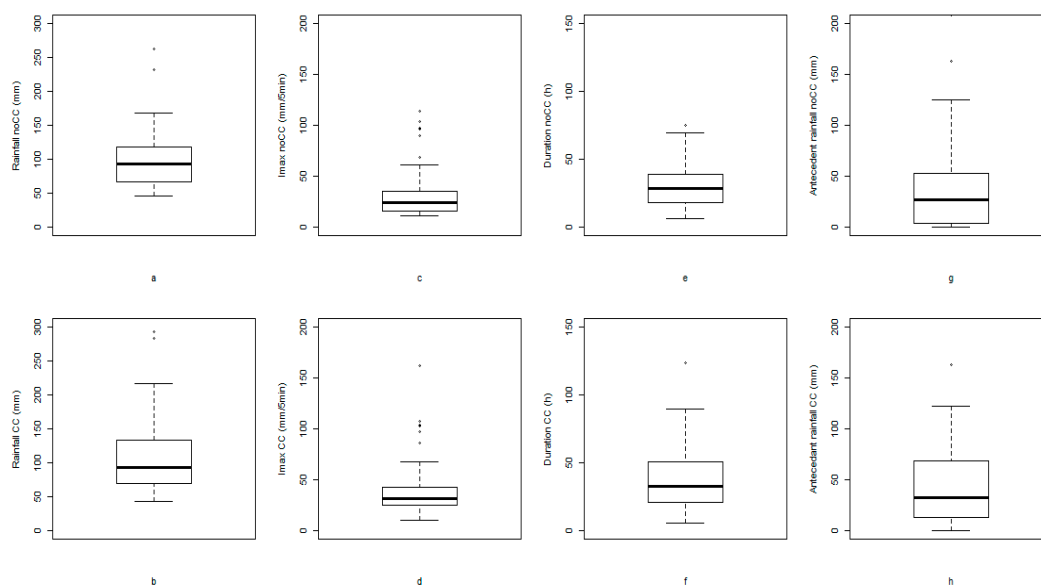 Rainfall noCC (mm)
0 50 100 150 200 250 300
a
Imax noCC (mm/5min)
0 50 100 150 200
c
Duration noCC (h)
0 50 100 150
e
Antecedent rainfall noCC (mm)
0 50 100 150 200
g
Rainfall CC (mm)
0 50 100 150 200 250 300
b
Imax CC (mm/5min)
0 50 100 150 200
d
Duration CC (h)
0 50 100 150
f
Antecedant rainfall CC (mm)
0 50 100 150 200
h